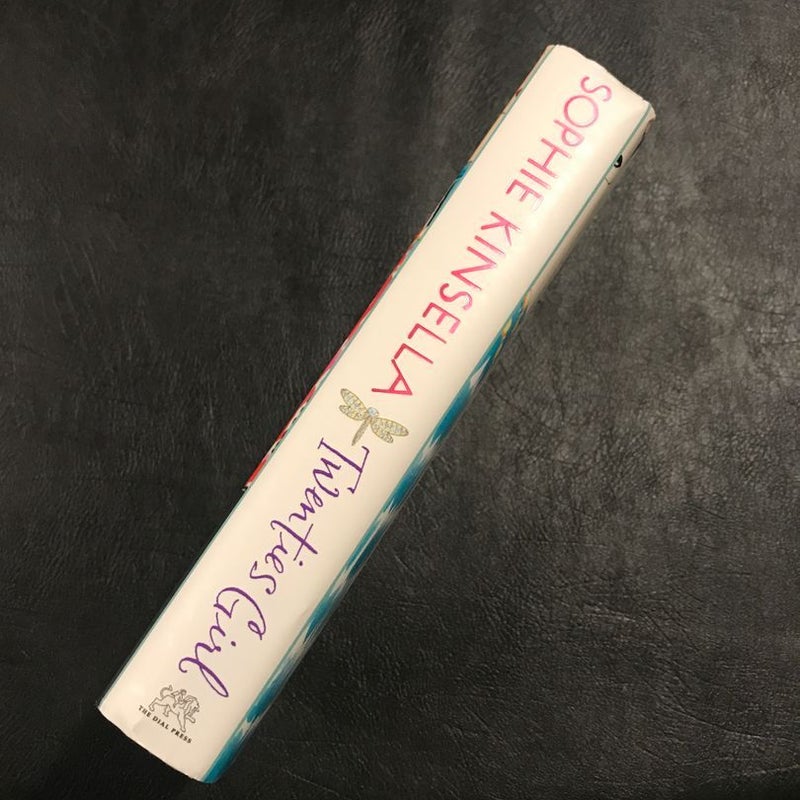 SOPHIE KINSELLA
Twenties Girl
THE DIAL PRESS